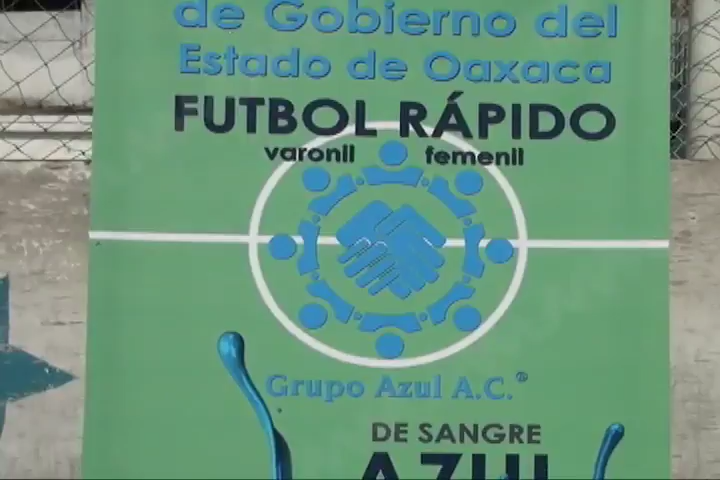 de Gobierno del
Estado de Oaxaca
FUTBOL RÁPIDO
varonil femenil
Grupo Azul A.C.®
DE SANGRE
AZUL